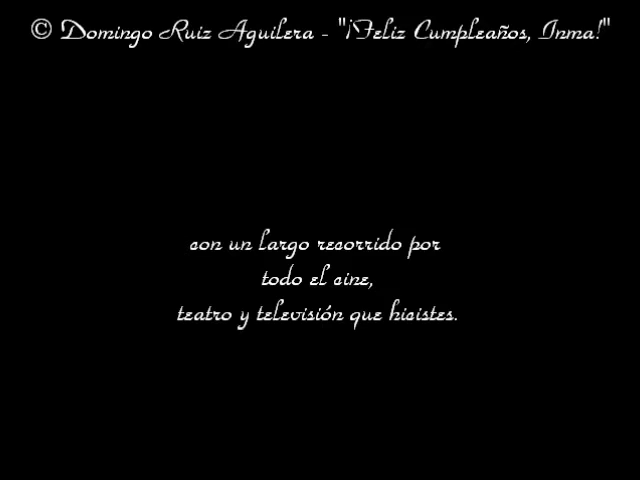 © Domingo Ruiz Aguilera - "¡Feliz Cumpleaños, Inma!"
con un largo recorrido por
todo el cine,
teatro y televisión que hicistes.